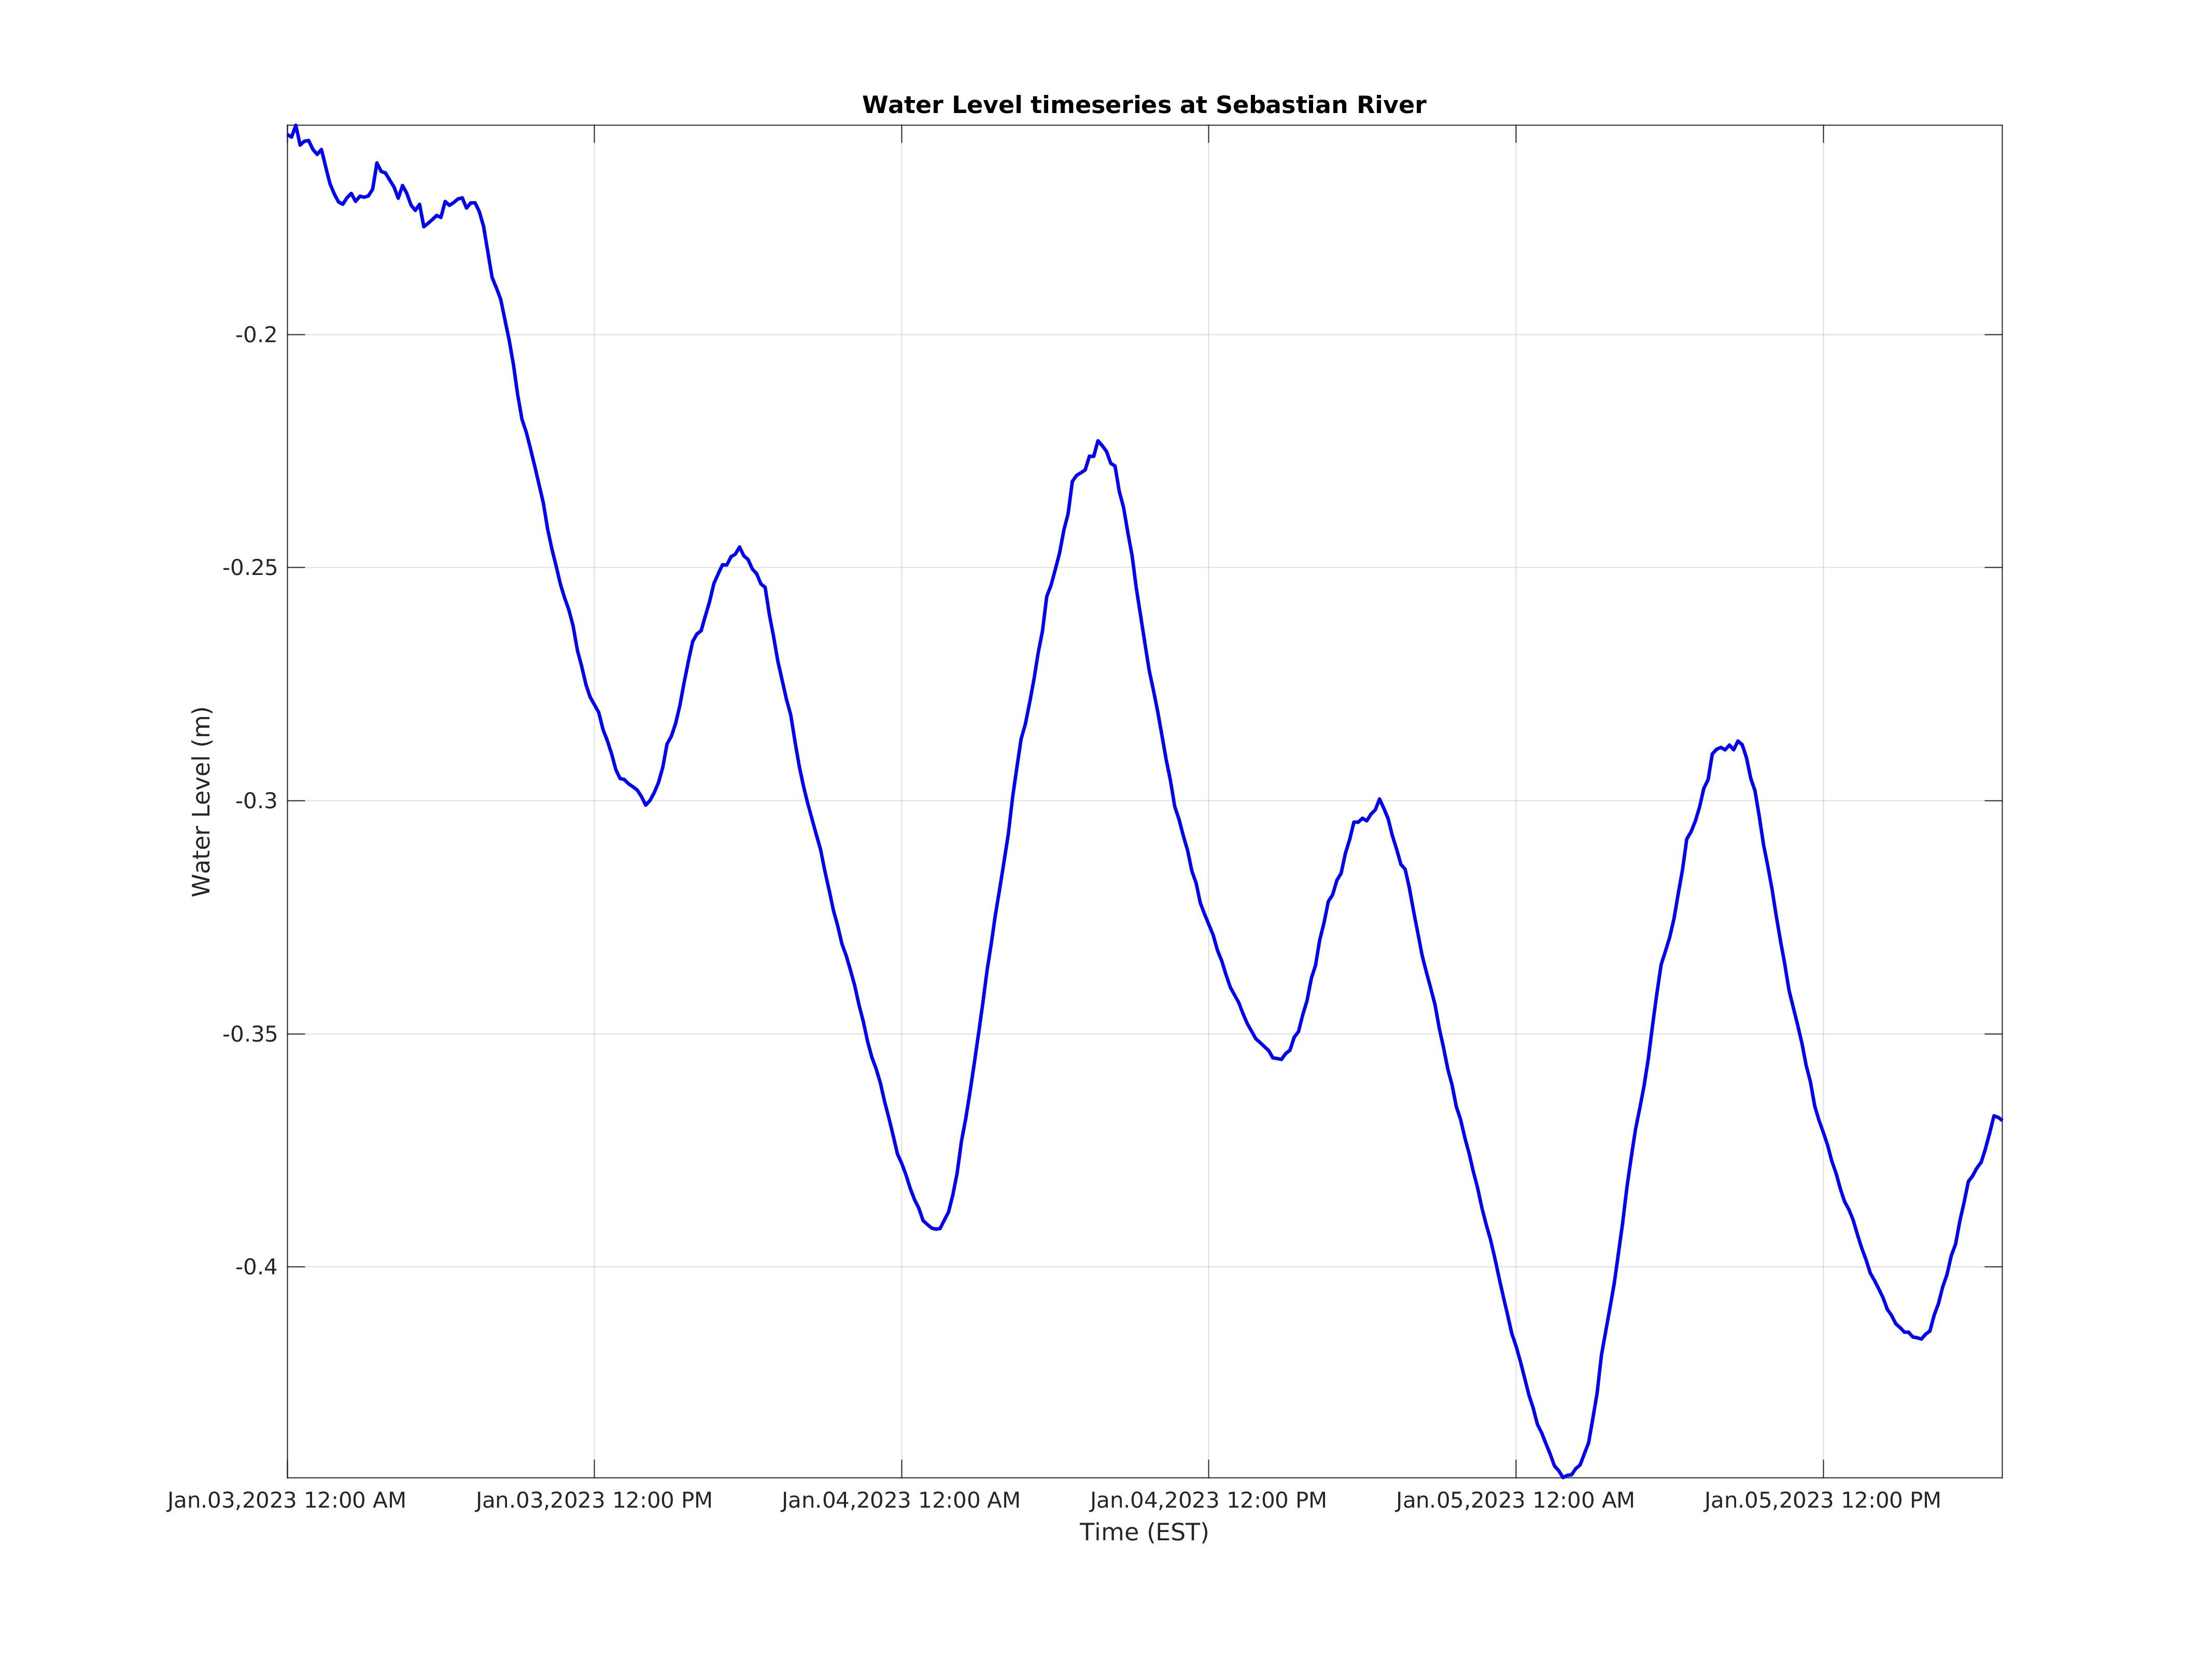 Water Level timeseries at Sebastian River
-0.2
-0.25
-0.3
-0.35
-0.4
Water Level (m)
Jan.03,2023 12:00 AM
Jan.03,2023 12:00 PM
Jan.04,2023 12:00 AM
Jan.04,2023 12:00 PM
Jan.05,2023 12:00 AM
Jan.05,2023 12:00 PM
Time (EST)